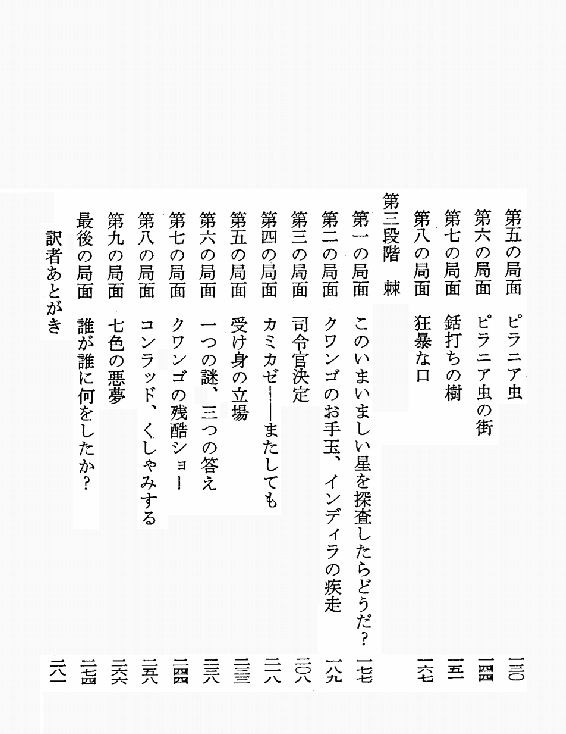 第五の局面 ピラニア虫 一三〇
第六の局面 ピラニア虫の街 一四四
第七の局面 銛打ちの樹 一五一
第八の局面 狂暴な口 一六七
第三段階 棘
第一の局面 このいまいましい星を探査したらどうだ? 一七七
第二の局面 クワンゴのお手玉、インディラの疾走 一八九
第三の局面 司令官決定 二〇八
第四の局面 カミカゼ――またしても 二一八
第五の局面 受け身の立場 二三三
第六の局面 一つの謎、三つの答え 二三八
第七の局面 クワンゴの残酷ショー 二四四
第八の局面 コンラッド、くしゃみする 二五八
第九の局面 七色の悪夢 二六六
最後の局面 誰が誰に何をしたか? 二七四
訳者あとがき 二八一